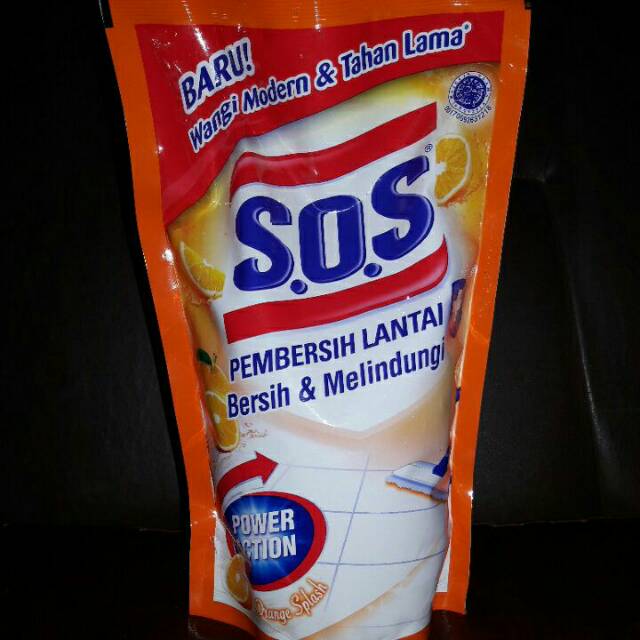 BARU!
Wangi Modern & Tahan Lama*
S.O.S®
PEMBERSIH LANTAI
Bersih & Melindungi
POWER
ACTION
Orange Splash